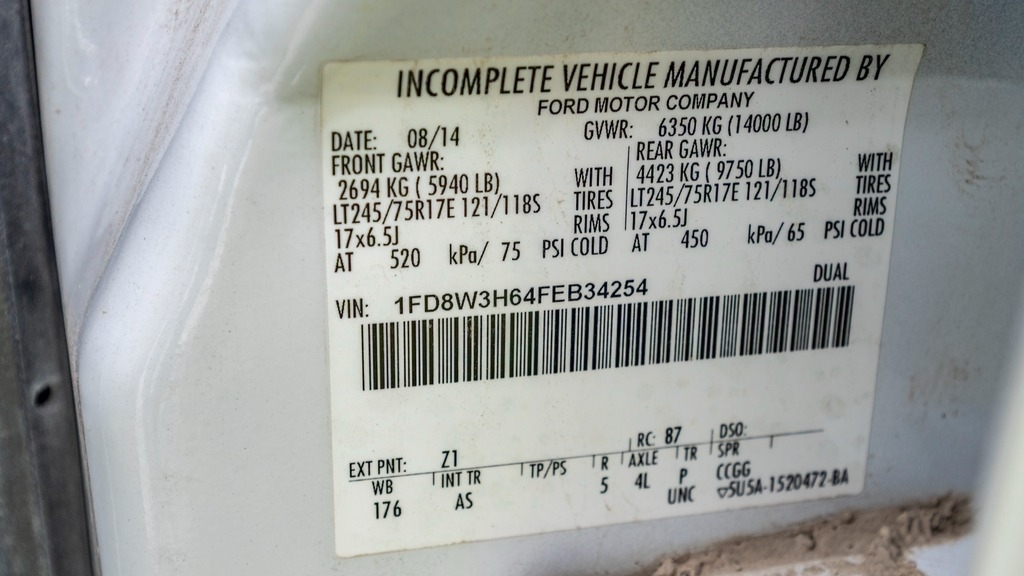 INCOMPLETE VEHICLE MANUFACTURED BY
FORD MOTOR COMPANY
DATE: 08/14 GVWR: 6350 KG (14000 LB)
FRONT GAWR: REAR GAWR:
2694 KG ( 5940 LB) WITH 4423 KG ( 9750 LB) WITH
LT245/75R17E 121/118S TIRES LT245/75R17E 121/118S TIRES
17x6.5J RIMS 17x6.5J RIMS
AT 520 kPa/ 75 PSI COLD AT 450 kPa/ 65 PSI COLD
DUAL
VIN: 1FD8W3H64FEB34254
EXT PNT: Z1 RC: 87 DSO:
WB INT TR TP/PS R AXLE TR SPR
176 AS 5 4L P CCGG
UNC ▽5U5A-1520472-BA